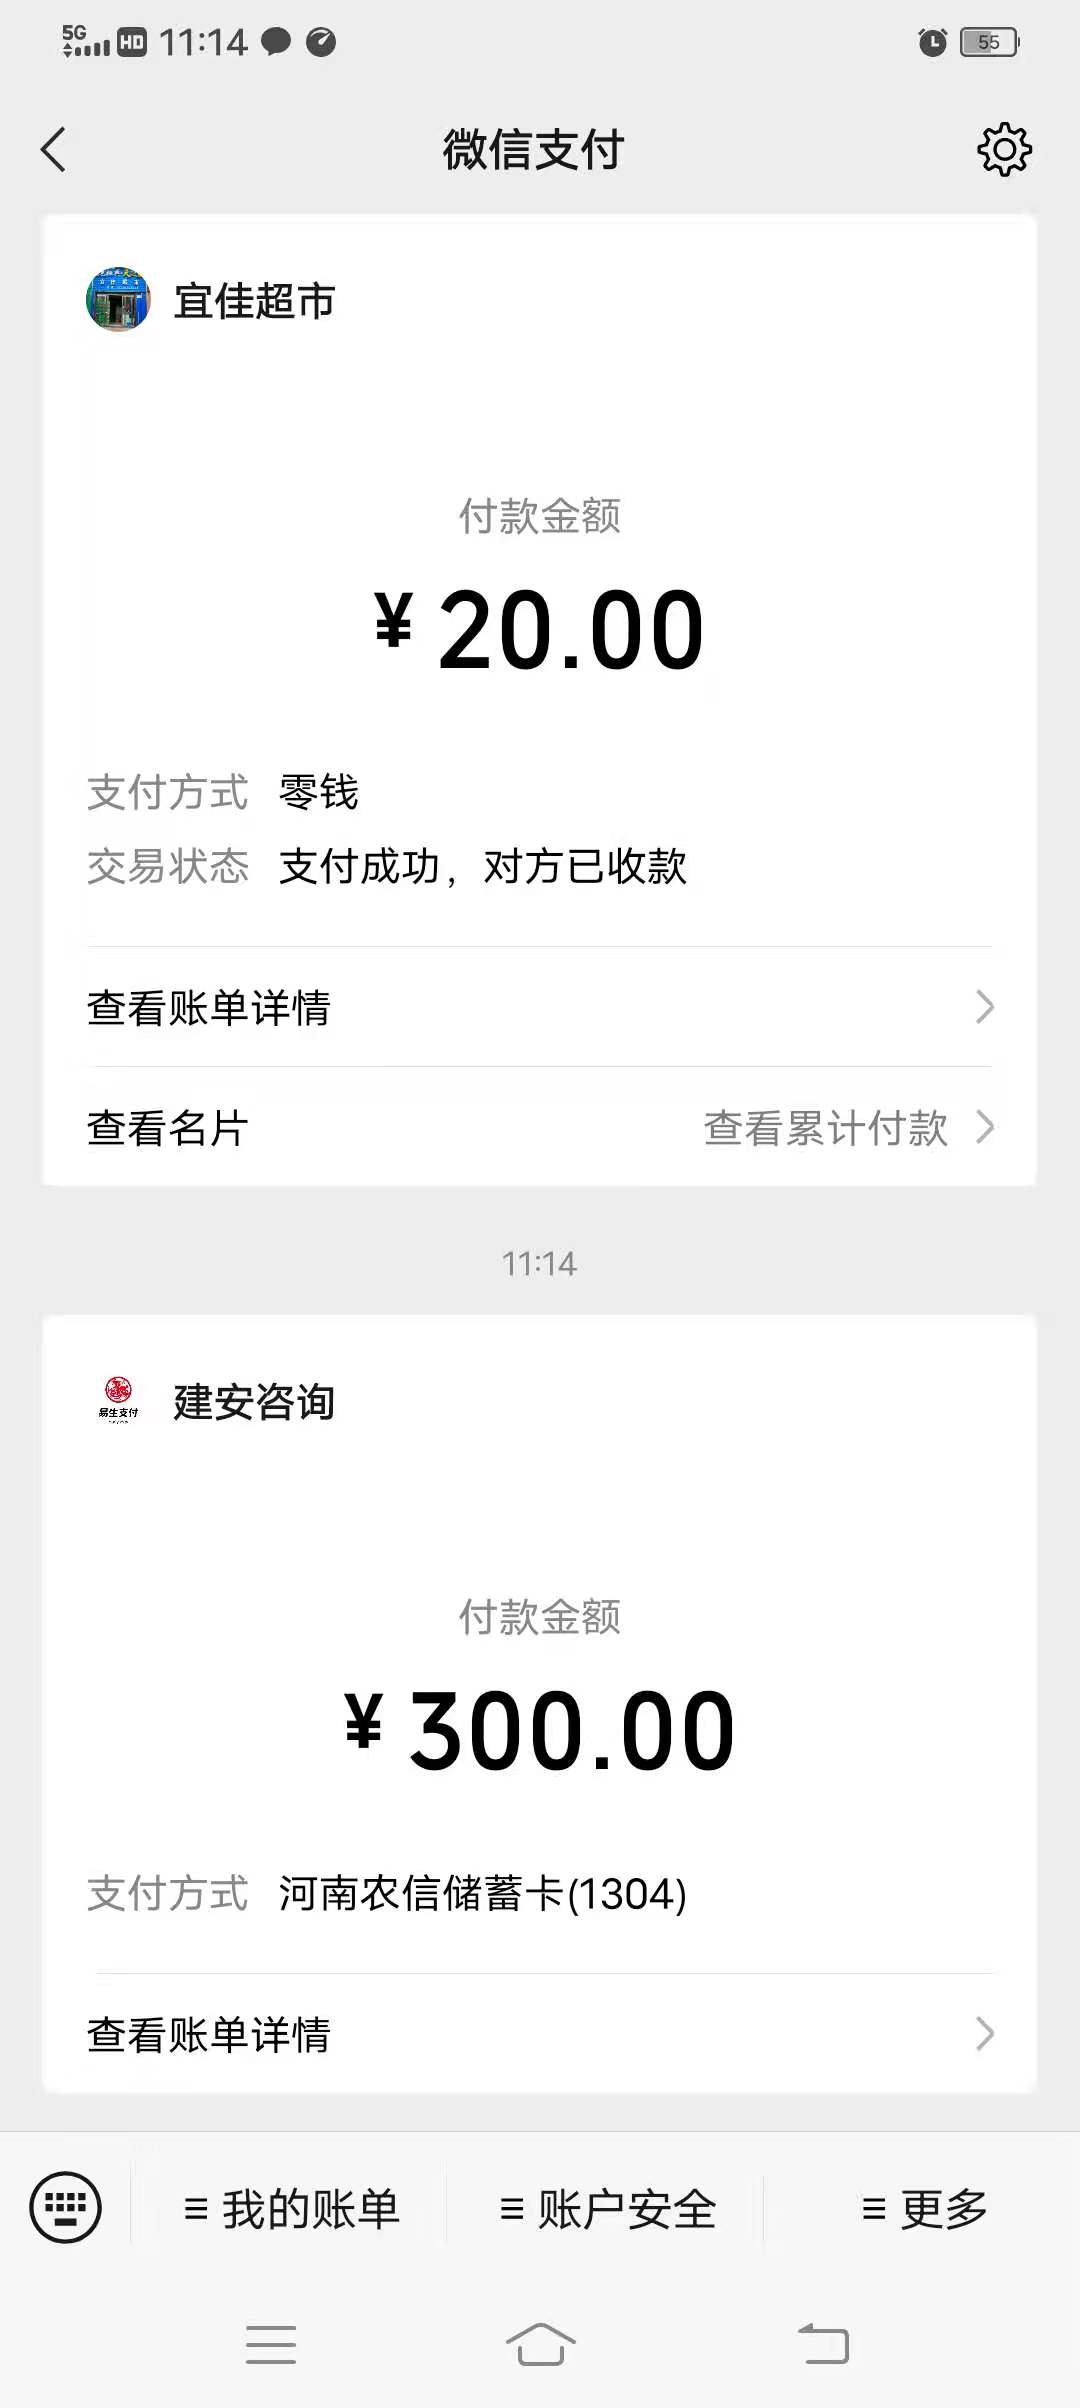 5G HD 11:14 55
微信支付
宜佳超市
付款金额
¥20.00
支付方式 零钱
交易状态 支付成功，对方已收款
查看账单详情
查看名片 查看累计付款
11:14
易生支付
建安咨询
付款金额
¥300.00
支付方式 河南农信储蓄卡(1304)
查看账单详情
我的账单 账户安全 更多